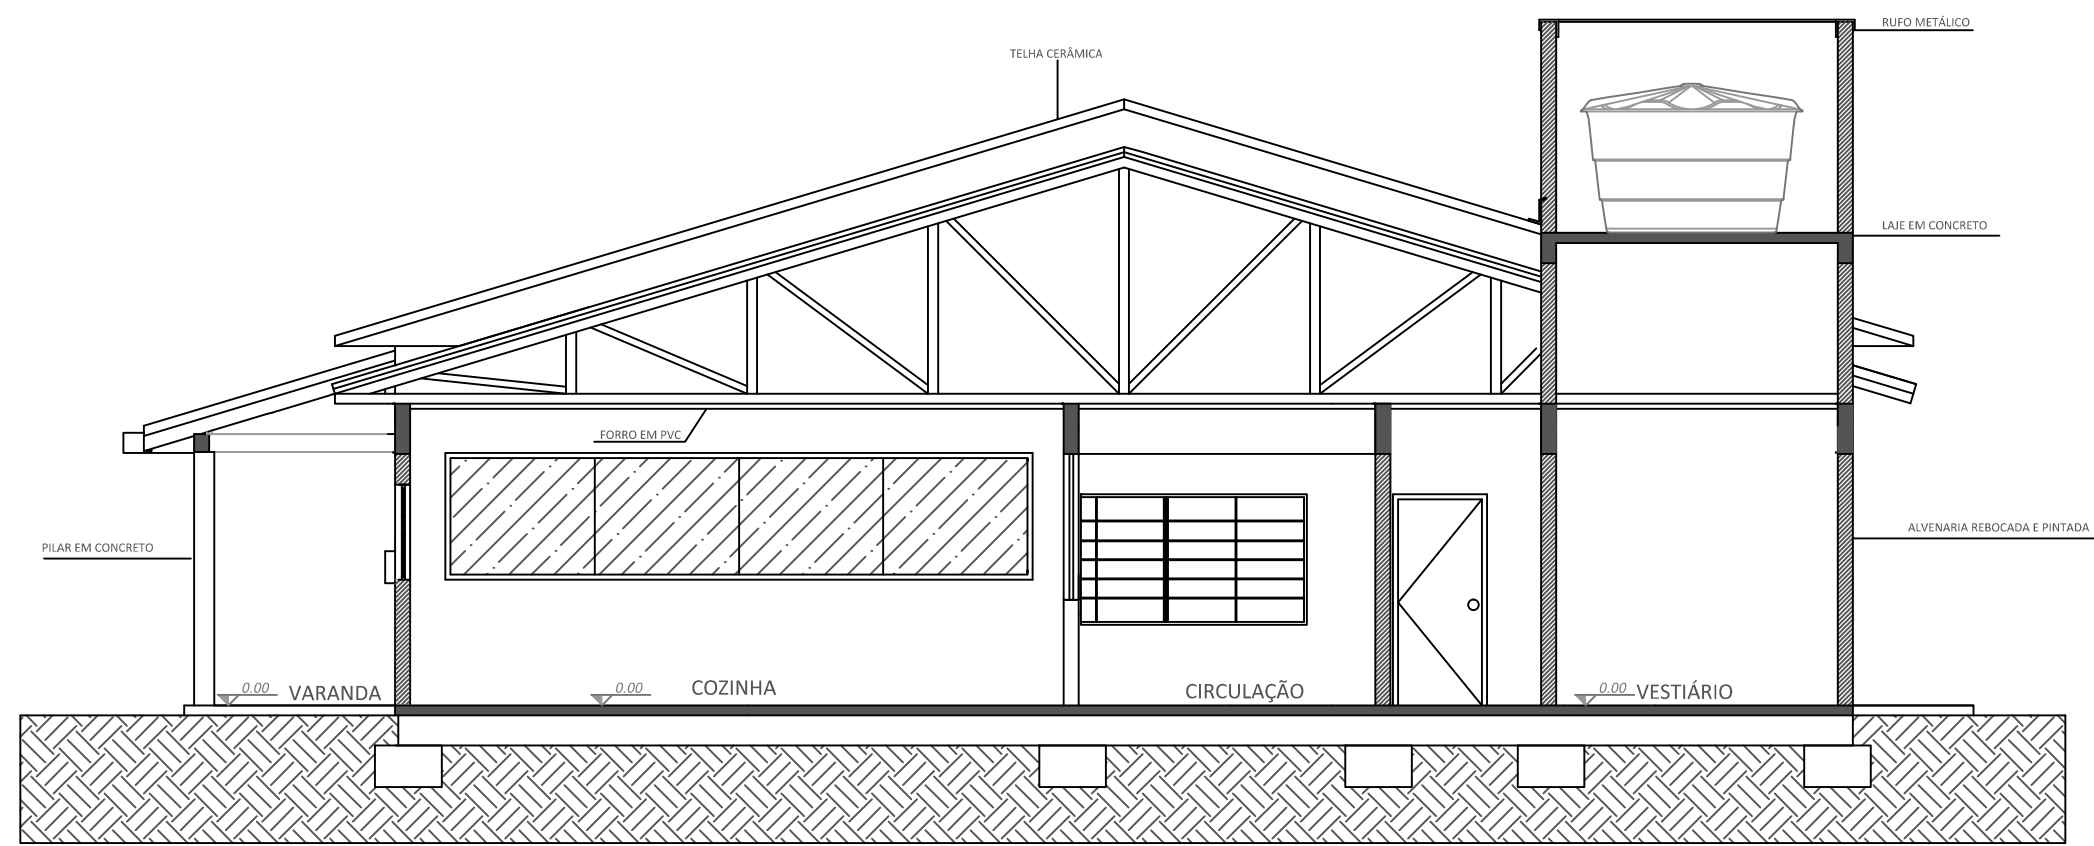 RUFO METÁLICO
TELHA CERÂMICA
LAJE EM CONCRETO
FORRO EM PVC
ALVENARIA REBOCADA E PINTADA
PILAR EM CONCRETO
0.00
VARANDA
0.00
COZINHA
CIRCULAÇÃO
0.00
VESTIÁRIO